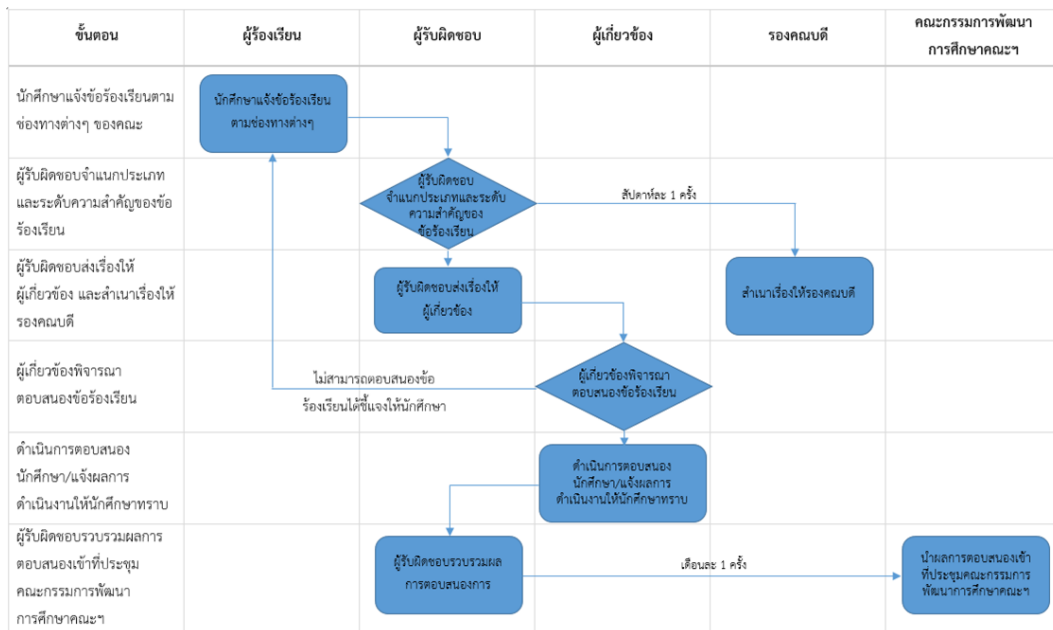 ขั้นตอน
ผู้ร้องเรียน
ผู้รับผิดชอบ
ผู้เกี่ยวข้อง
รองคณบดี
คณะกรรมการพัฒนา
การศึกษาคณะฯ
นักศึกษาแจ้งข้อร้องเรียนตาม
ช่องทางต่างๆ ของคณะ
นักศึกษาแจ้งข้อร้องเรียน
ตามช่องทางต่างๆ
ผู้รับผิดชอบจำแนกประเภท
และระดับความสำคัญของข้อ
ร้องเรียน
ผู้รับผิดชอบ
จำแนกประเภทและระดับ
ความสำคัญของ
ข้อร้องเรียน
สัปดาห์ละ 1 ครั้ง
ผู้รับผิดชอบส่งเรื่องให้
ผู้เกี่ยวข้อง และสำเนาเรื่องให้
รองคณบดี
ผู้รับผิดชอบส่งเรื่องให้
ผู้เกี่ยวข้อง
สำเนาเรื่องให้รองคณบดี
ผู้เกี่ยวข้องพิจารณา
ตอบสนองข้อร้องเรียน
ไม่สามารถตอบสนองข้อ
ร้องเรียนได้ชี้แจงให้นักศึกษา
ผู้เกี่ยวข้องพิจารณา
ตอบสนองข้อร้องเรียน
ดำเนินการตอบสนอง
นักศึกษา/แจ้งผลการ
ดำเนินงานให้นักศึกษาทราบ
ดำเนินการตอบสนอง
นักศึกษา/แจ้งผลการ
ดำเนินงานให้นักศึกษาทราบ
ผู้รับผิดชอบรวบรวมผลการ
ตอบสนองเข้าที่ประชุม
คณะกรรมการพัฒนา
การศึกษาคณะฯ
ผู้รับผิดชอบรวบรวมผล
การตอบสนองการ
เดือนละ 1 ครั้ง
นำผลการตอบสนองเข้า
ที่ประชุมคณะกรรมการ
พัฒนาการศึกษาคณะฯ